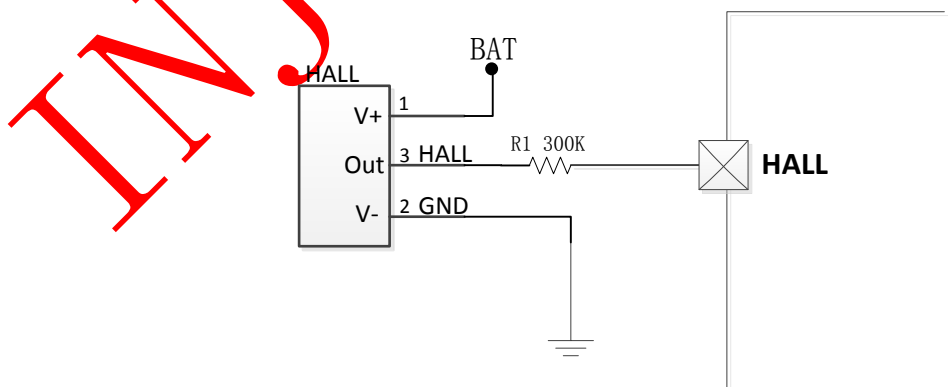 INJ
BAT
HALL
V+ 1
R1 300K
Out 3 HALL
HALL
V- 2 GND